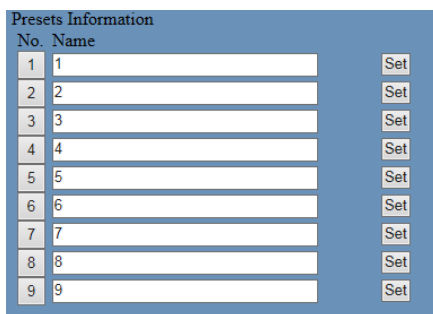 Presets Information
No. Name
1 1 Set
2 2 Set
3 3 Set
4 4 Set
5 5 Set
6 6 Set
7 7 Set
8 8 Set
9 9 Set